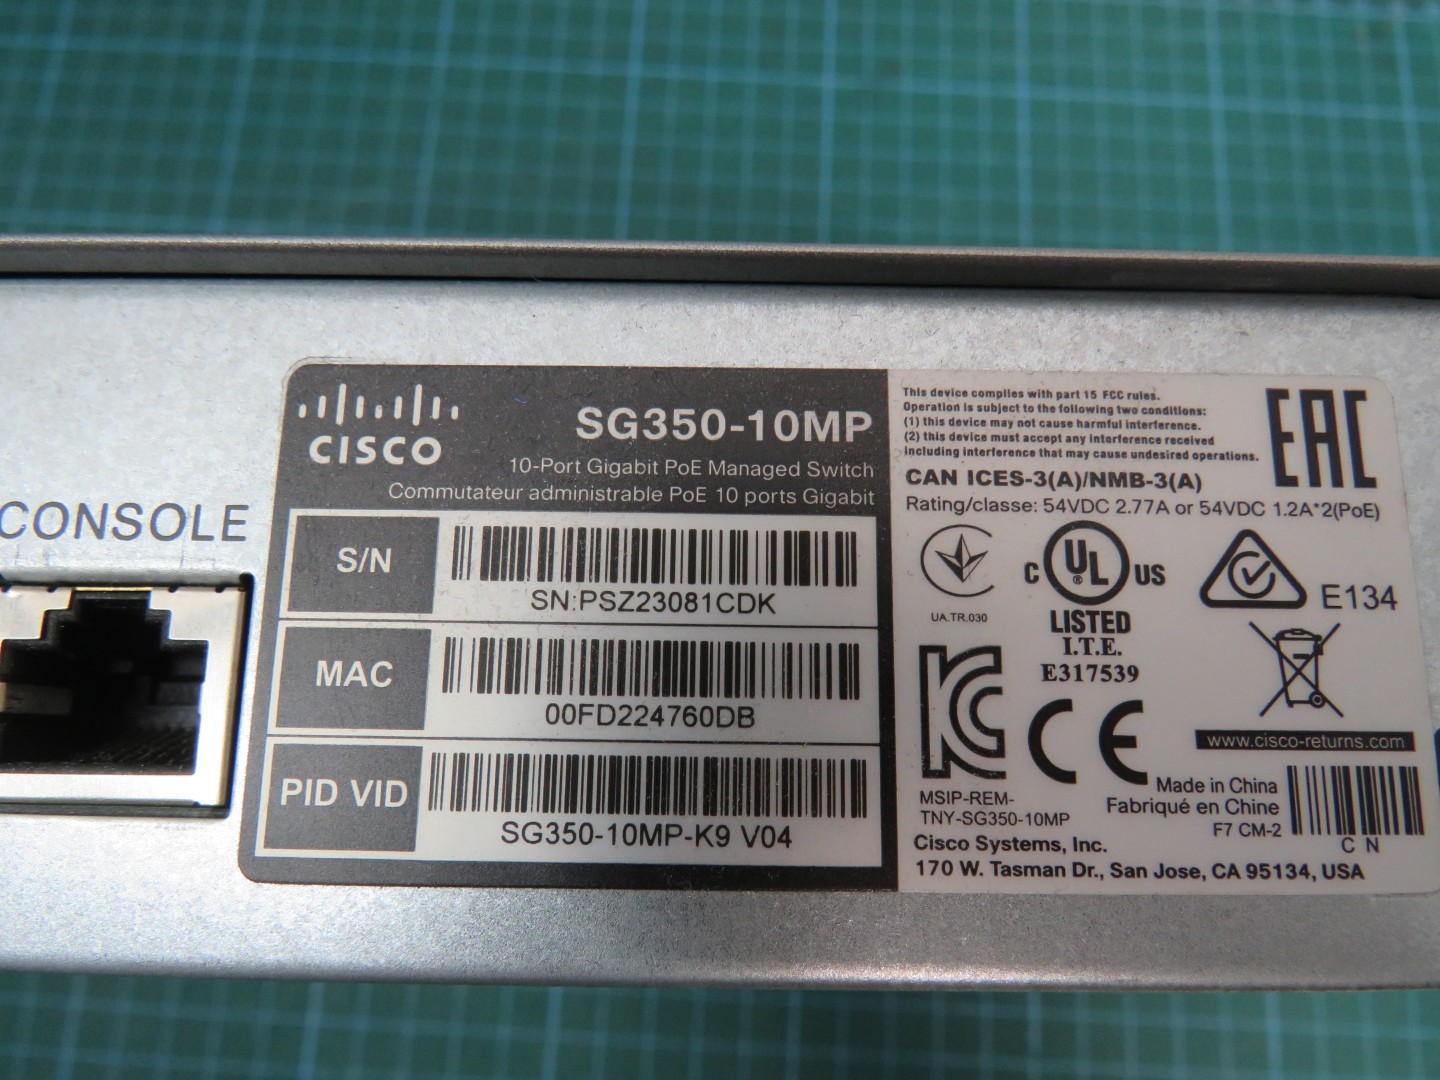 CONSOLE
CISCO
SG350-10MP
10-Port Gigabit PoE Managed Switch
Commutateur administrable PoE 10 ports Gigabit
S/N
SN:PSZ23081CDK
MAC
00FD224760DB
PID VID
SG350-10MP-K9 V04
This device complies with part 15 FCC rules.
Operation is subject to the following two conditions:
(1) this device may not cause harmful interference.
(2) this device must accept any interference received
including interference that may cause undesired operations.
EAC
CAN ICES-3(A)/NMB-3(A)
Rating/classe: 54VDC 2.77A or 54VDC 1.2A*2(PoE)
UA.TR.030
C UL ® US
LISTED
I.T.E.
E317539
E134
KC
CE
www.cisco-returns.com
MSIP-REM-
TNY-SG350-10MP
Made in China
Fabriqué en Chine
F7 CM-2
C N
Cisco Systems, Inc.
170 W. Tasman Dr., San Jose, CA 95134, USA